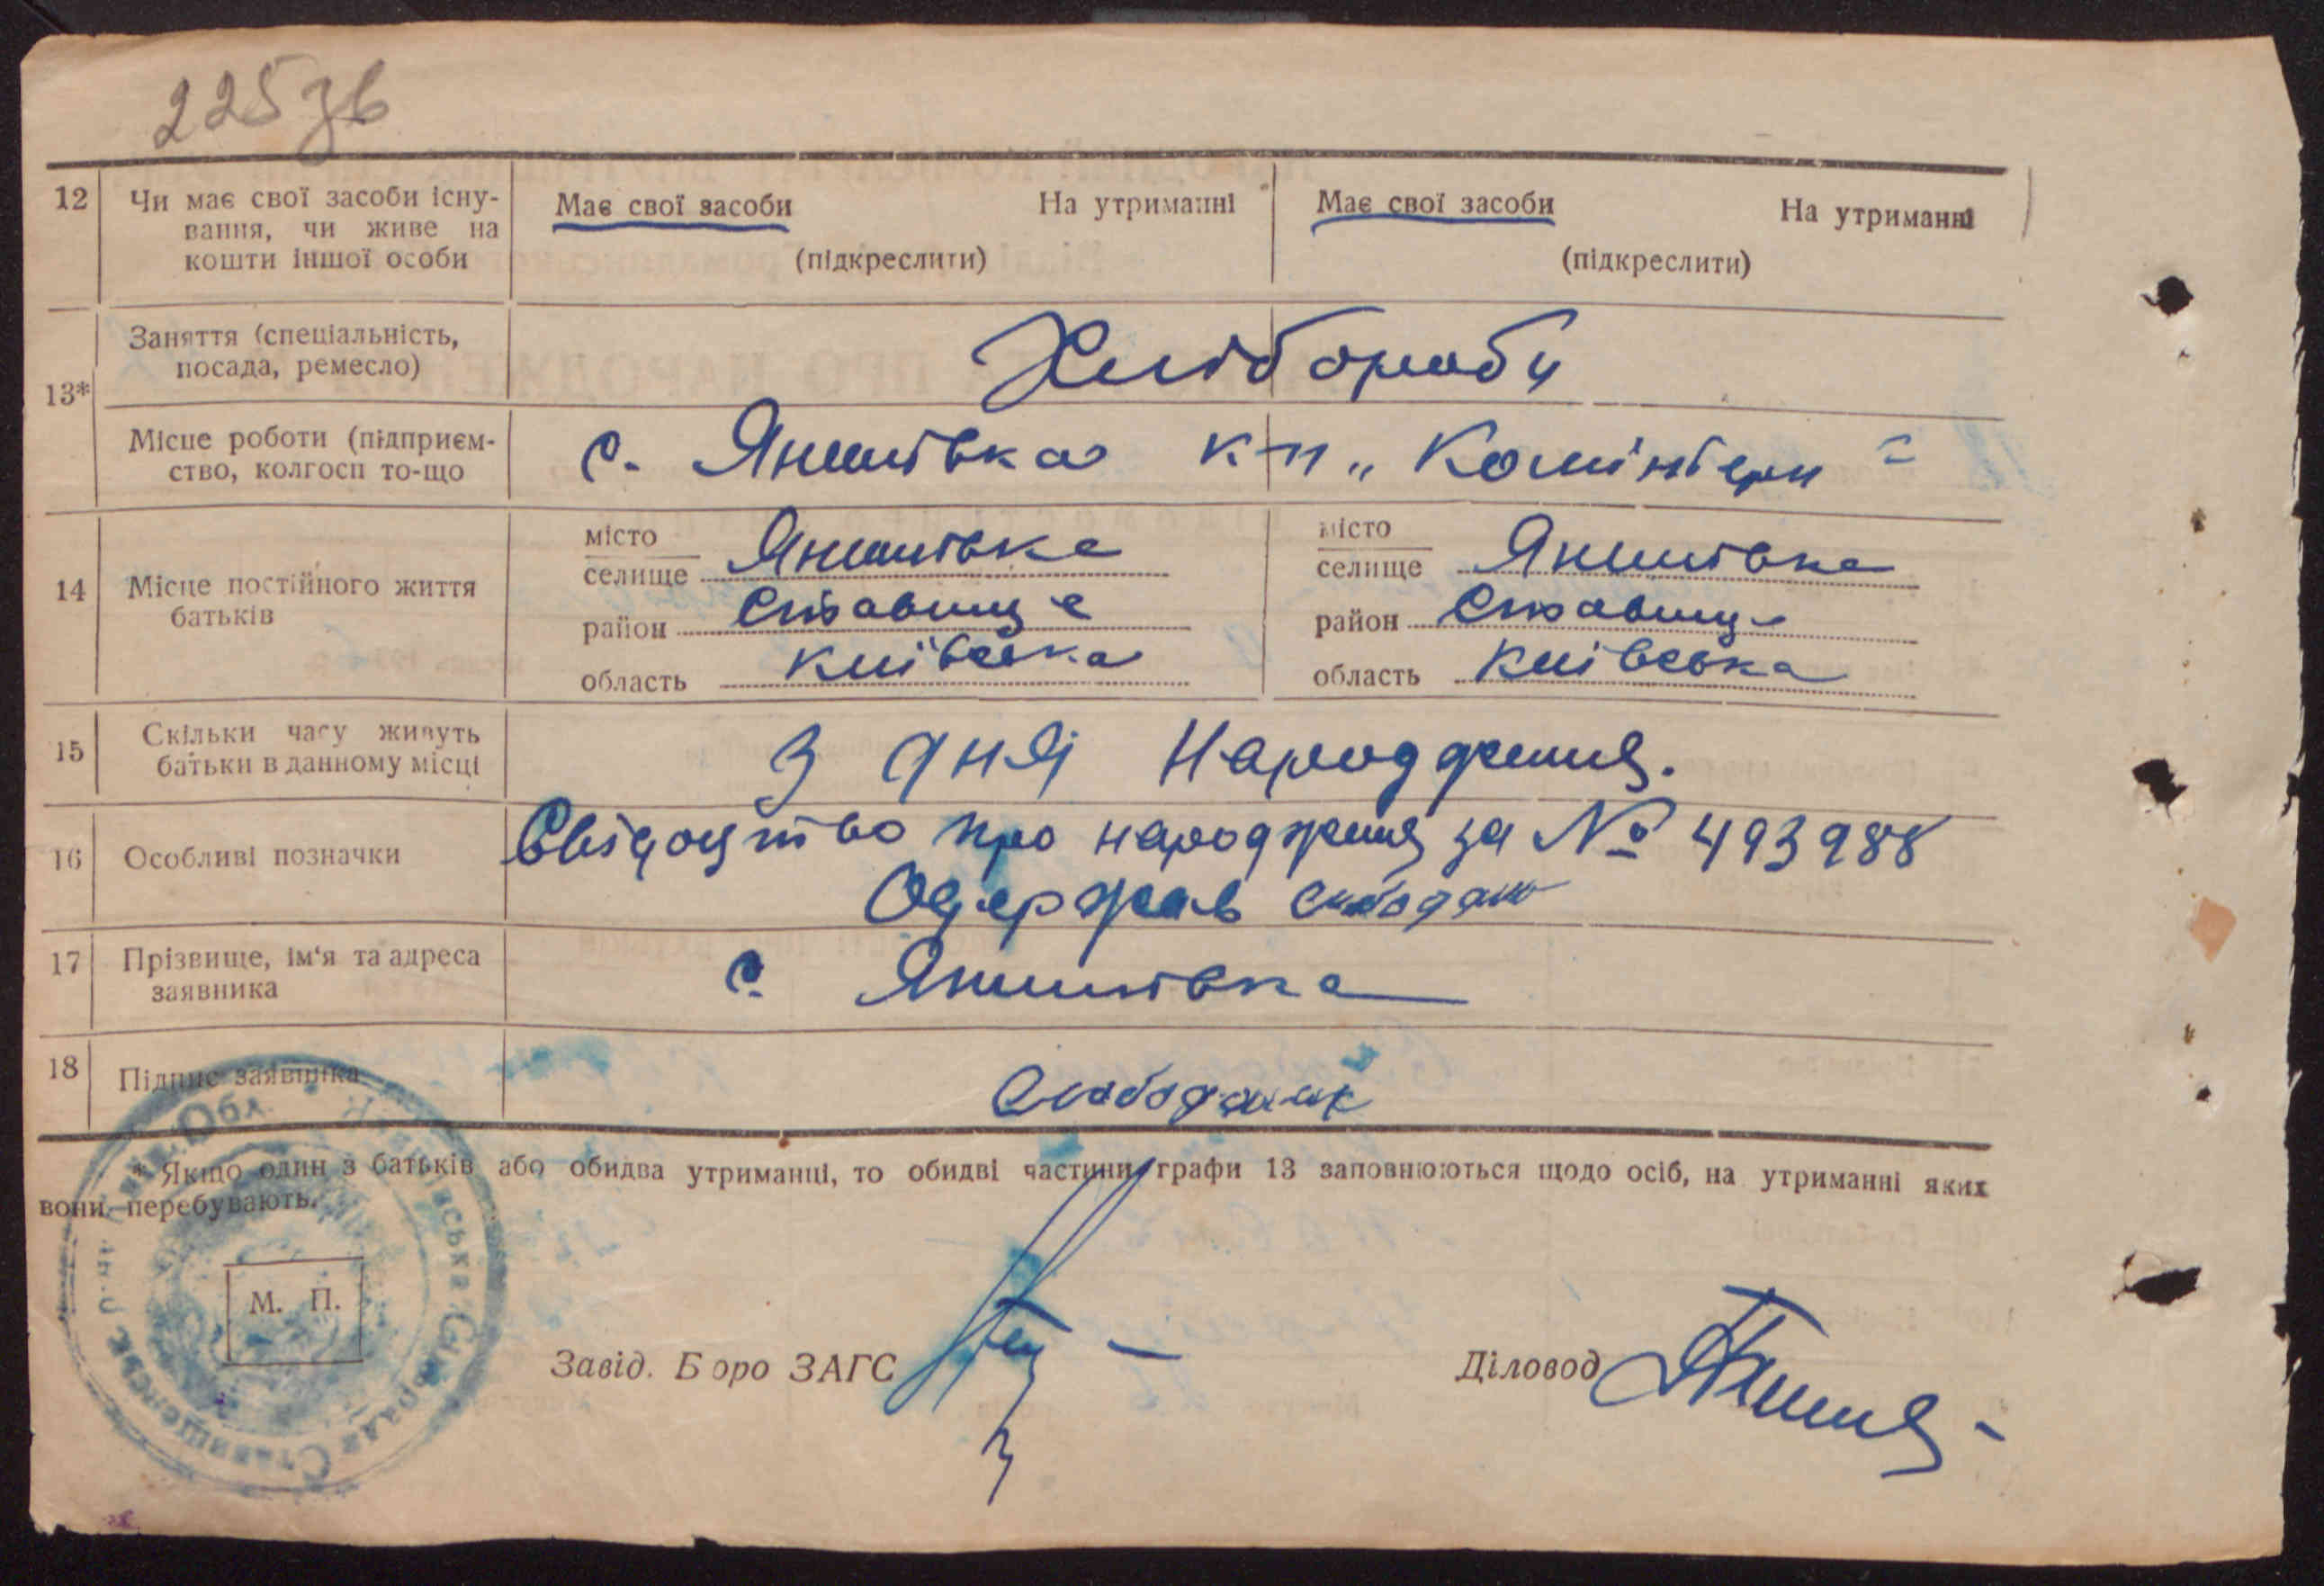 225 зв
12 Чи має свої засоби існу- Має свої засоби На утриманні Має свої засоби На утриманні
вання, чи живе на
кошти іншої особи (підкреслити) (підкреслити)
13* Заняття (спеціальність,
посада, ремесло) Хлібороби
Місце роботи (підприєм-
ство, колгосп то-що с. Янишівка к-п „Комінтерн"
14 Місце постійного життя
батьків
місто
селище Янишівка
район Ставище
область Київська
місто
селище Янишівка
район Ставище
область Київська
15 Скільки часу живуть
батьки в данному місці З дня народження.
16 Особливі позначки Свідоцтво про народження за № 493988
Одержав
17 Прізвище, ім'я та адреса
заявника с. Янишівка
18 Підпис заявника
* Якщо один з батьків або обидва утриманці, то обидві частини графи 13 заповнюються щодо осіб, на утриманні яких
вони перебувають.
М. П.
Завід. Бюро ЗАГС Діловод